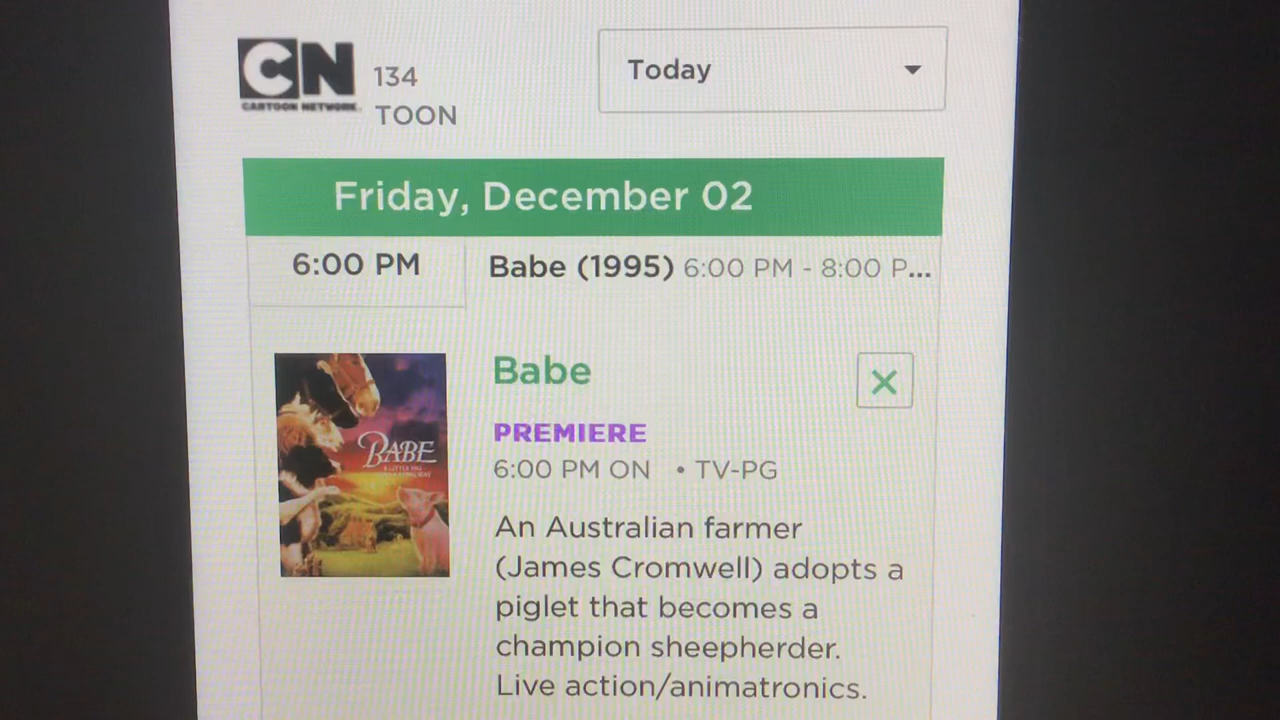 CN
CARTOON NETWORK
134
TOON
Today
Friday, December 02
6:00 PM
Babe (1995) 6:00 PM - 8:00 P...
BABE
A LITTLE PIG
Babe
PREMIERE
6:00 PM ON • TV-PG
An Australian farmer
(James Cromwell) adopts a
piglet that becomes a
champion sheepherder.
Live action/animatronics.